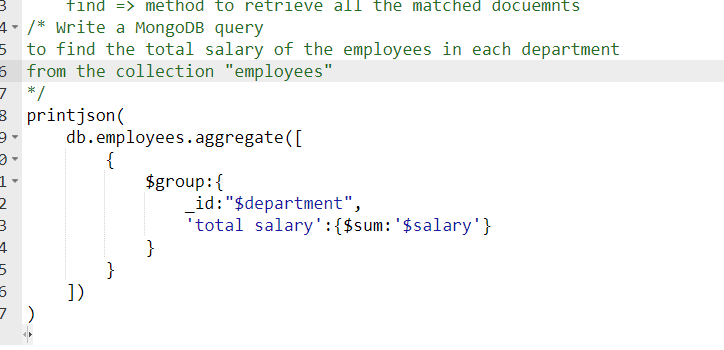 3 find => method to retrieve all the matched docuemnts
4 /* Write a MongoDB query
5 to find the total salary of the employees in each department
6 from the collection "employees"
7 */
8 printjson(
9 db.employees.aggregate([
0 {
1 $group:{
2 _id:"$department",
3 'total salary':{$sum:'$salary'}
4 }
5 }
6 ])
7 )